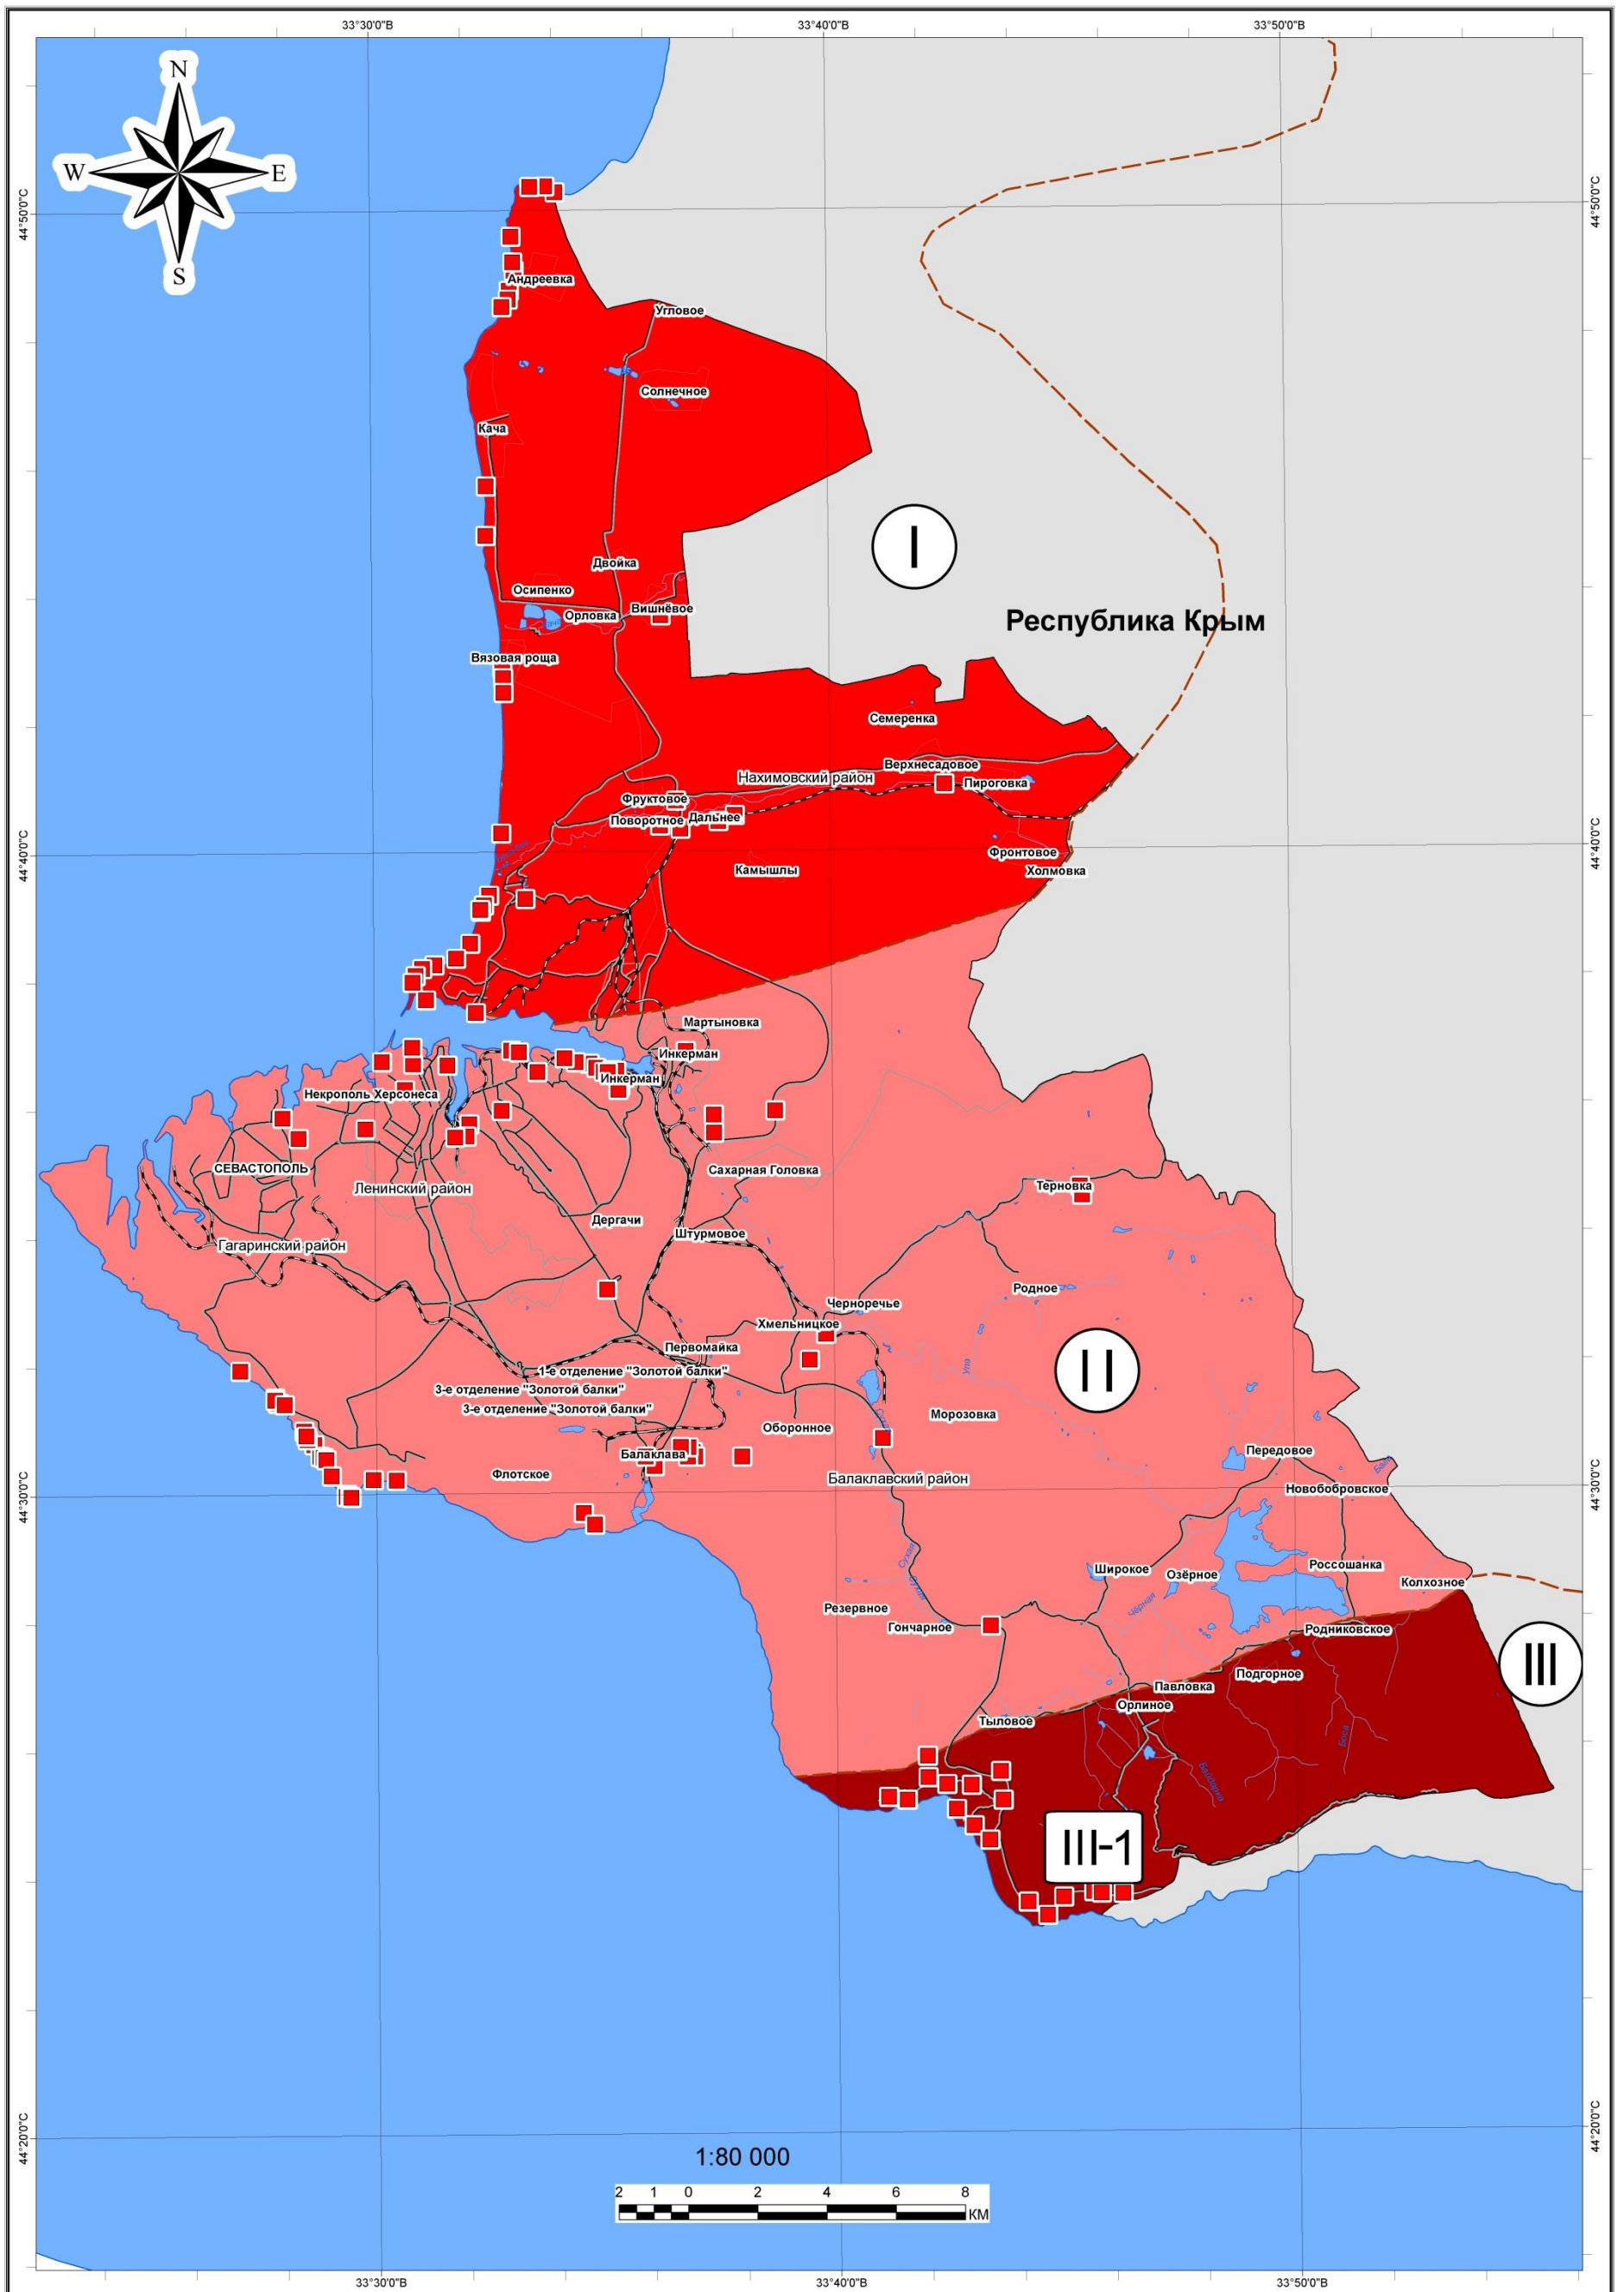 33°30'0"В
33°40'0"В
33°50'0"В
N
W
E
S
44°50'0"С
44°50'0"С
Андреевка
Угловое
Солнечное
Кача
I
Двойка
Осипенко
Орловка
Вишнёвое
Республика Крым
Вязовая роща
Семеренка
Верхнесадовое
Нахимовский район
Пироговка
Фруктовое
Поворотное
Дальнее
44°40'0"С
44°40'0"С
Фронтовое
Камышлы
Холмовка
Мартыновка
Инкерман
Инкерман
Некрополь Херсонеса
СЕВАСТОПОЛЬ
Сахарная Головка
Ленинский район
Терновка
Дергачи
Штурмовое
Гагаринский район
Родное
Черноречье
Хмельницкое
Первомайка
Ула
II
1-е отделение "Золотой балки"
3-е отделение "Золотой балки"
3-е отделение "Золотой балки"
Морозовка
Оборонное
Передовое
Балаклава
Флотское
Балаклавский район
Новобобровское
44°30'0"С
44°30'0"С
Сухая
Россошанка
Широкое
Озёрное
Колхозное
Чёрная
Резервное
Гончарное
Родниковское
III
Подгорное
Павловка
Орлиное
Тыловое
Боса
Байдарка
III-1
44°20'0"С
44°20'0"С
1:80 000
2 1 0 2 4 6 8
КМ
33°30'0"В
33°40'0"В
33°50'0"В